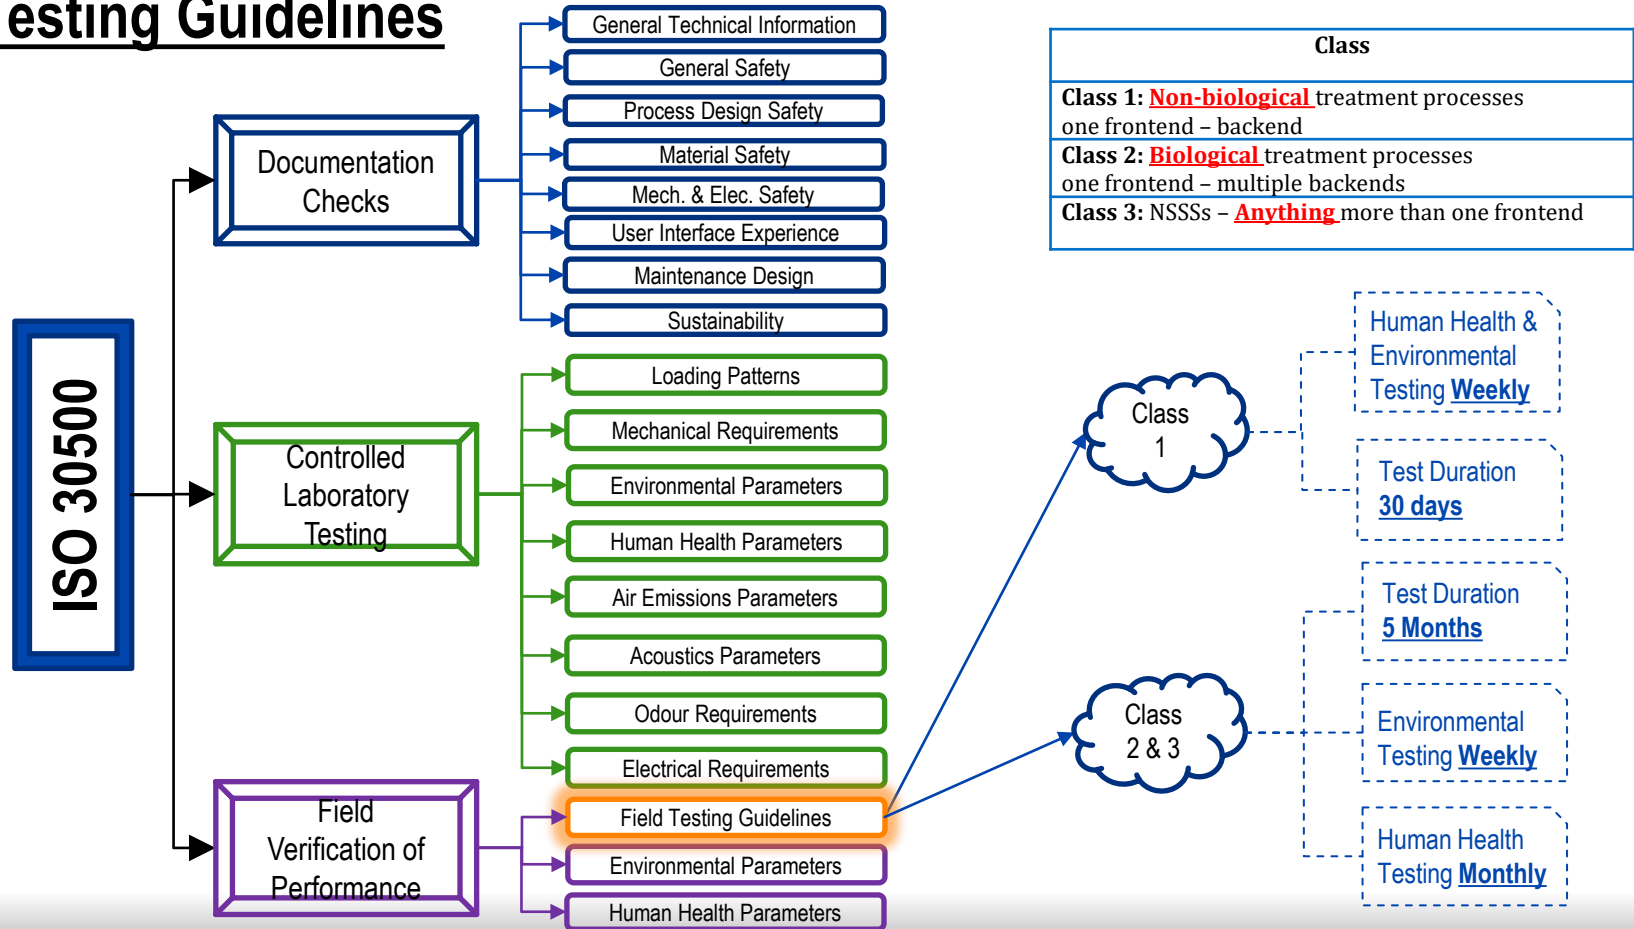 esting Guidelines
General Technical Information
General Safety
Process Design Safety
Material Safety
Mech. & Elec. Safety
User Interface Experience
Maintenance Design
Sustainability
Documentation
Checks
Class
Class 1: Non-biological treatment processes
one frontend – backend
Class 2: Biological treatment processes
one frontend – multiple backends
Class 3: NSSSs – Anything more than one frontend
ISO 30500
Controlled
Laboratory
Testing
Loading Patterns
Mechanical Requirements
Environmental Parameters
Human Health Parameters
Air Emissions Parameters
Acoustics Parameters
Odour Requirements
Electrical Requirements
Field
Verification of
Performance
Field Testing Guidelines
Environmental Parameters
Human Health Parameters
Class
1
Human Health &
Environmental
Testing Weekly
Test Duration
30 days
Class
2 & 3
Test Duration
5 Months
Environmental
Testing Weekly
Human Health
Testing Monthly